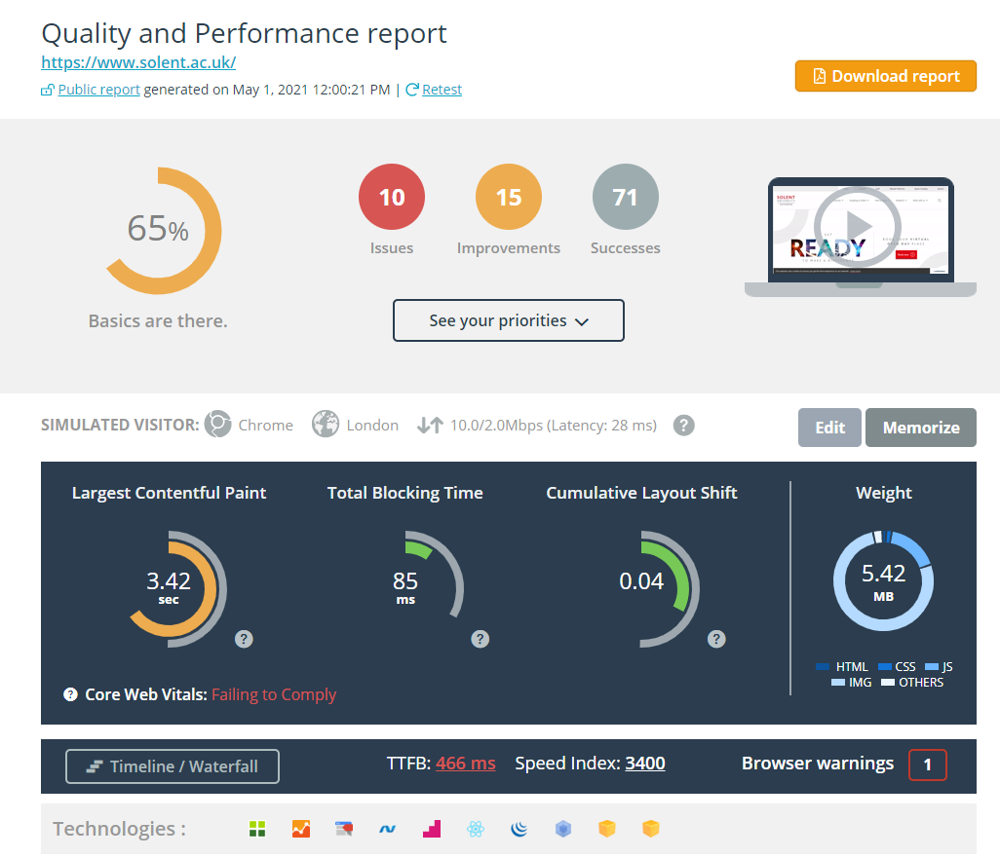 Quality and Performance report
https://www.solent.ac.uk/
Public report generated on May 1, 2021 12:00:21 PM | Retest
Download report
65%
Basics are there.
10
Issues
15
Improvements
71
Successes
See your priorities
SOLENT
READY
SIMULATED VISITOR: Chrome London 10.0/2.0Mbps (Latency: 28 ms) ?
Edit
Memorize
Largest Contentful Paint
3.42
sec
?
Total Blocking Time
85
ms
?
Cumulative Layout Shift
0.04
?
Weight
5.42
MB
HTML CSS JS
IMG OTHERS
? Core Web Vitals: Failing to Comply
Timeline / Waterfall
TTFB: 466 ms Speed Index: 3400
Browser warnings 1
Technologies :